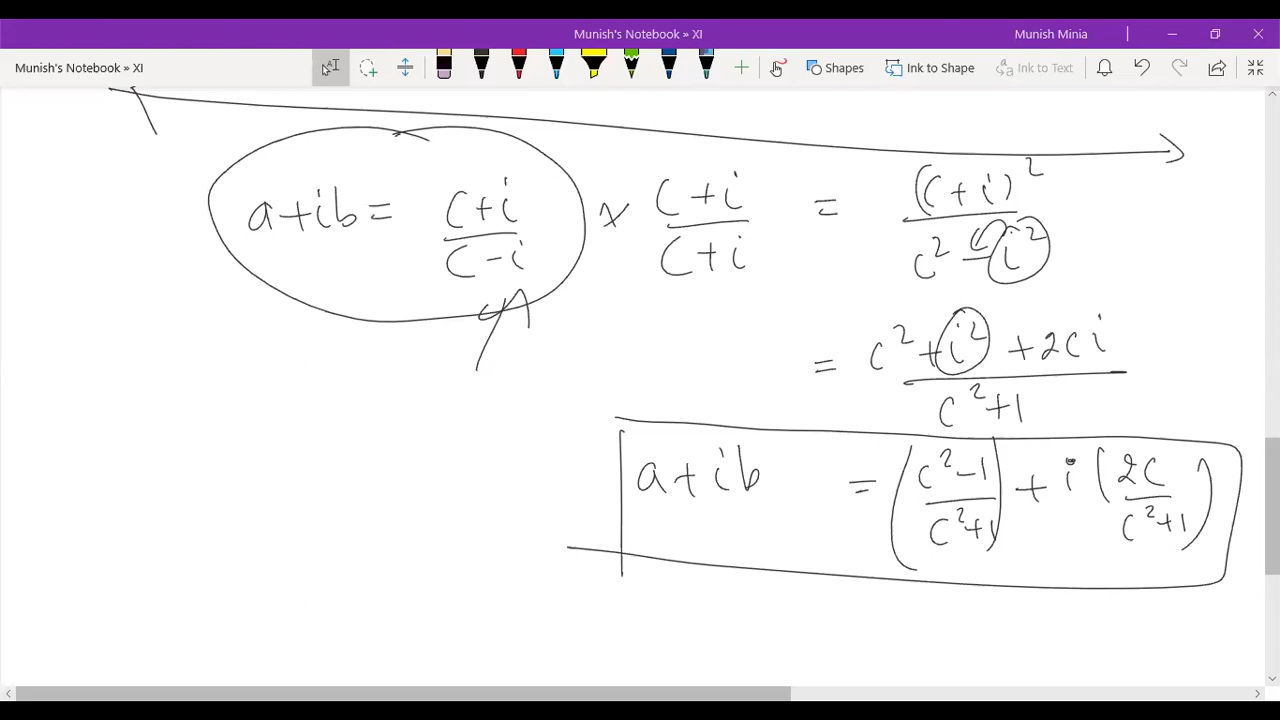 Munish's Notebook » XI
Munish Minia
Munish's Notebook » XI
Shapes
Ink to Shape
Ink to Text
a+ib = (c+i)/(c-i) × (c+i)/(c+i) = (c+i)²/(c²-i²)
= (c²+i²+2ci)/(c²+1)
a+ib = ((c²-1)/(c²+1)) + i(2c/(c²+1))